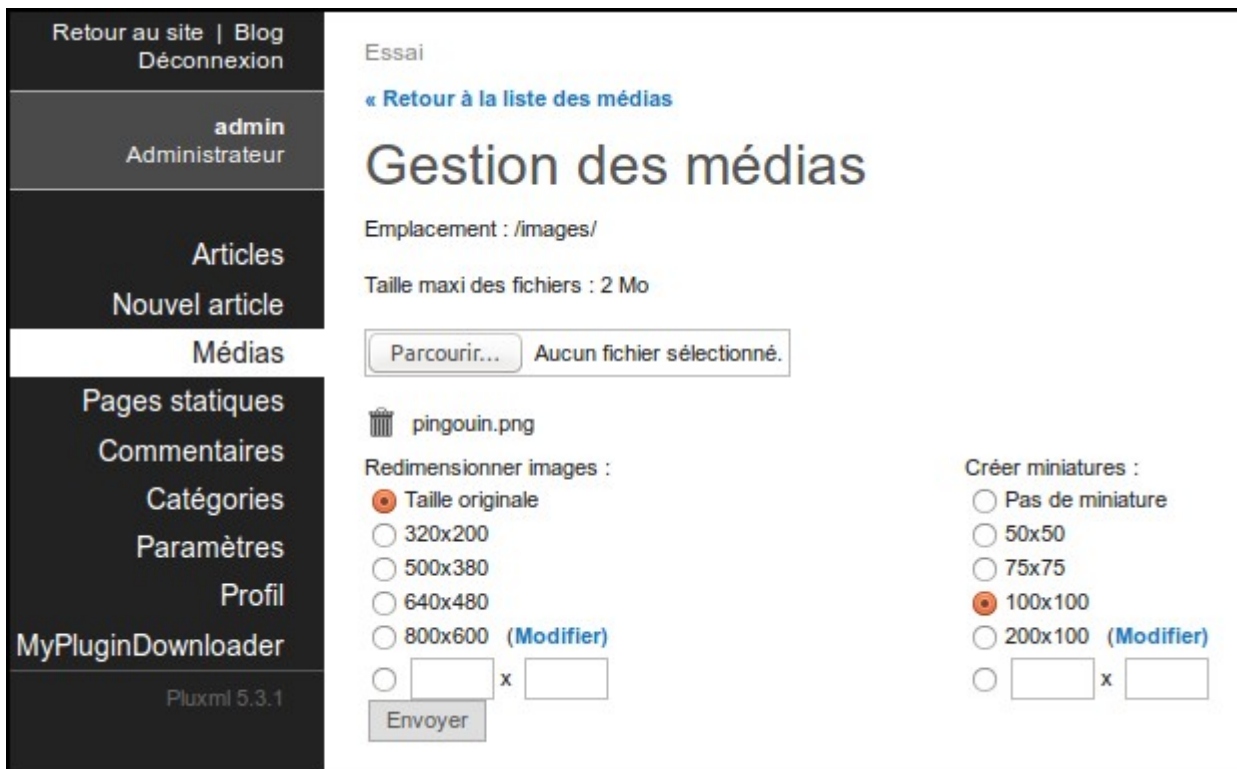 Retour au site | Blog
Déconnexion
admin
Administrateur
Articles
Nouvel article
Médias
Pages statiques
Commentaires
Catégories
Paramètres
Profil
MyPluginDownloader
Pluxml 5.3.1
Essai
« Retour à la liste des médias
Gestion des médias
Emplacement : /images/
Taille maxi des fichiers : 2 Mo
Parcourir... Aucun fichier sélectionné.
pingouin.png
Redimensionner images :
Taille originale
320x200
500x380
640x480
800x600 (Modifier)
x
Envoyer
Créer miniatures :
Pas de miniature
50x50
75x75
100x100
200x100 (Modifier)
x